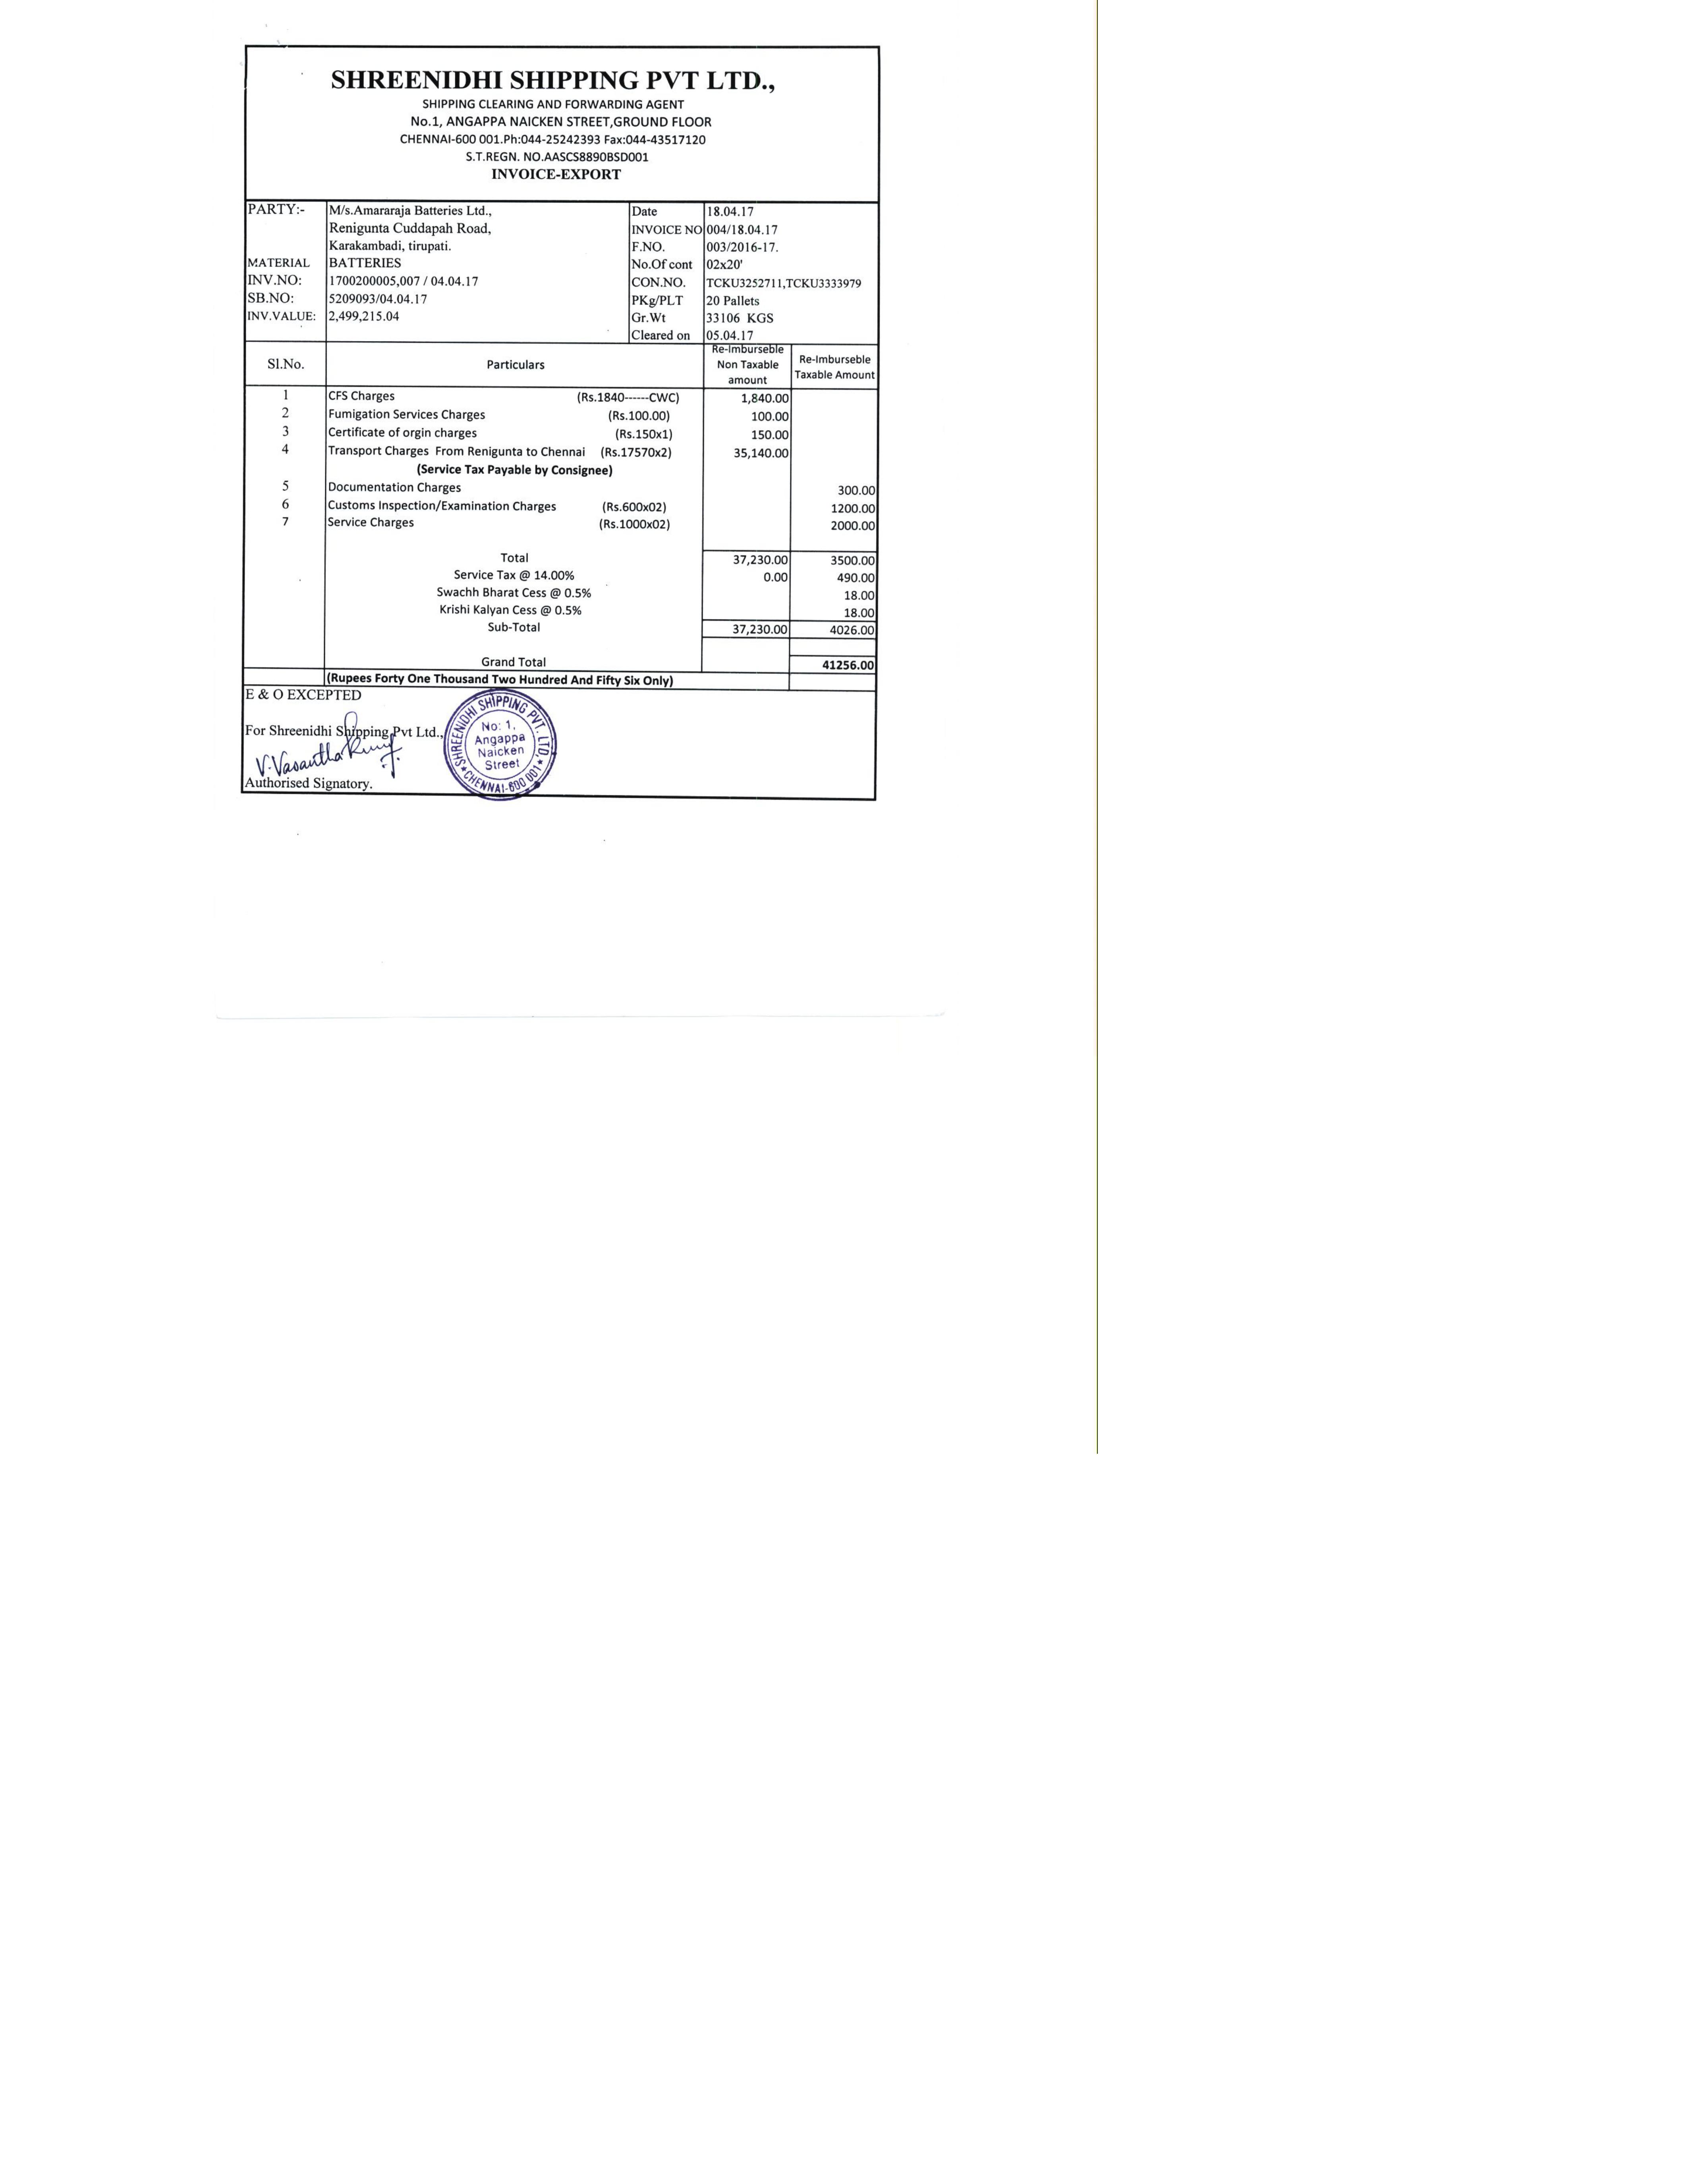 SHREENIDHI SHIPPING PVT LTD.,
SHIPPING CLEARING AND FORWARDING AGENT
No.1, ANGAPPA NAICKEN STREET,GROUND FLOOR
CHENNAI-600 001.Ph:044-25242393 Fax:044-43517120
S.T.REGN. NO.AASCS8890BSD001
INVOICE-EXPORT
PARTY:- M/s.Amararaja Batteries Ltd., Date 18.04.17
Renigunta Cuddapah Road, INVOICE NO 004/18.04.17
Karakambadi, tirupati. F.NO. 003/2016-17.
MATERIAL BATTERIES No.Of cont 02x20'
INV.NO: 1700200005,007 / 04.04.17 CON.NO. TCKU3252711,TCKU3333979
SB.NO: 5209093/04.04.17 PKg/PLT 20 Pallets
INV.VALUE: 2,499,215.04 Gr.Wt 33106 KGS
Cleared on 05.04.17
Sl.No. Particulars Re-Imburseble Non Taxable amount Re-Imburseble Taxable Amount
1 CFS Charges (Rs.1840------CWC) 1,840.00
2 Fumigation Services Charges (Rs.100.00) 100.00
3 Certificate of orgin charges (Rs.150x1) 150.00
4 Transport Charges From Renigunta to Chennai (Rs.17570x2) 35,140.00
(Service Tax Payable by Consignee)
5 Documentation Charges 300.00
6 Customs Inspection/Examination Charges (Rs.600x02) 1200.00
7 Service Charges (Rs.1000x02) 2000.00
Total 37,230.00 3500.00
Service Tax @ 14.00% 0.00 490.00
Swachh Bharat Cess @ 0.5% 18.00
Krishi Kalyan Cess @ 0.5% 18.00
Sub-Total 37,230.00 4026.00
Grand Total 41256.00
(Rupees Forty One Thousand Two Hundred And Fifty Six Only)
E & O EXCEPTED
For Shreenidhi Shipping Pvt Ltd.,
Authorised Signatory.
SHREENIDHI SHIPPING PVT. LTD,
No: 1,
Angappa
Naicken
Street
★ CHENNAI-600 001 ★